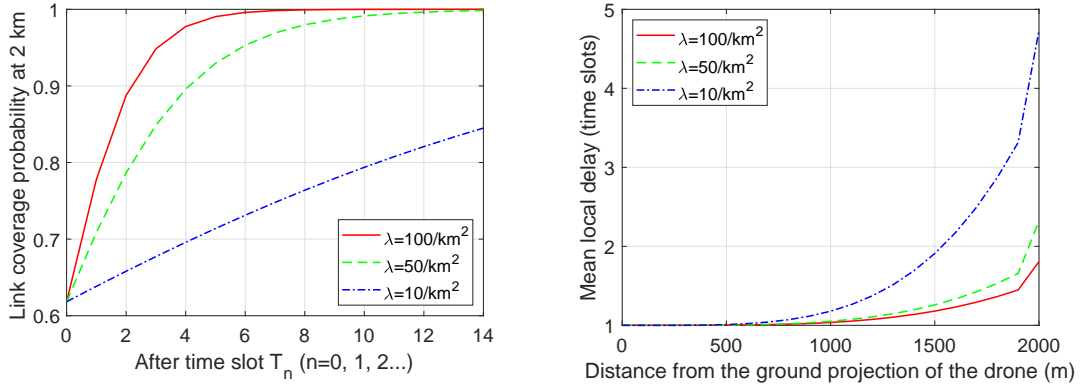 Link coverage probability at 2 km
1
0.9
0.8
0.7
0.6
0 2 4 6 8 10 12 14
After time slot Tₙ (n=0, 1, 2...)
λ=100/km²
λ=50/km²
λ=10/km²
Mean local delay (time slots)
5
4
3
2
1
0 500 1000 1500 2000
Distance from the ground projection of the drone (m)
λ=100/km²
λ=50/km²
λ=10/km²